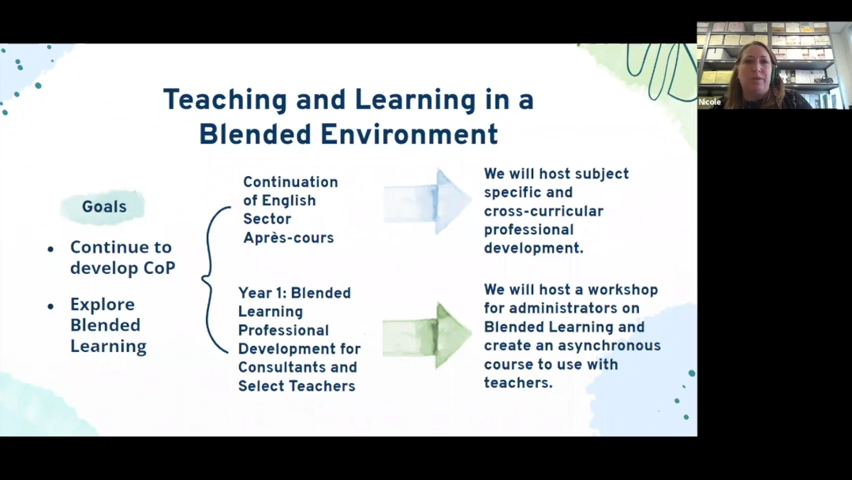 Teaching and Learning in a
Blended Environment
Goals
• Continue to
develop CoP
• Explore
Blended
Learning
Continuation
of English
Sector
Après-cours
We will host subject
specific and
cross-curricular
professional
development.
Year 1: Blended
Learning
Professional
Development for
Consultants and
Select Teachers
We will host a workshop
for administrators on
Blended Learning and
create an asynchronous
course to use with
teachers.
Nicole